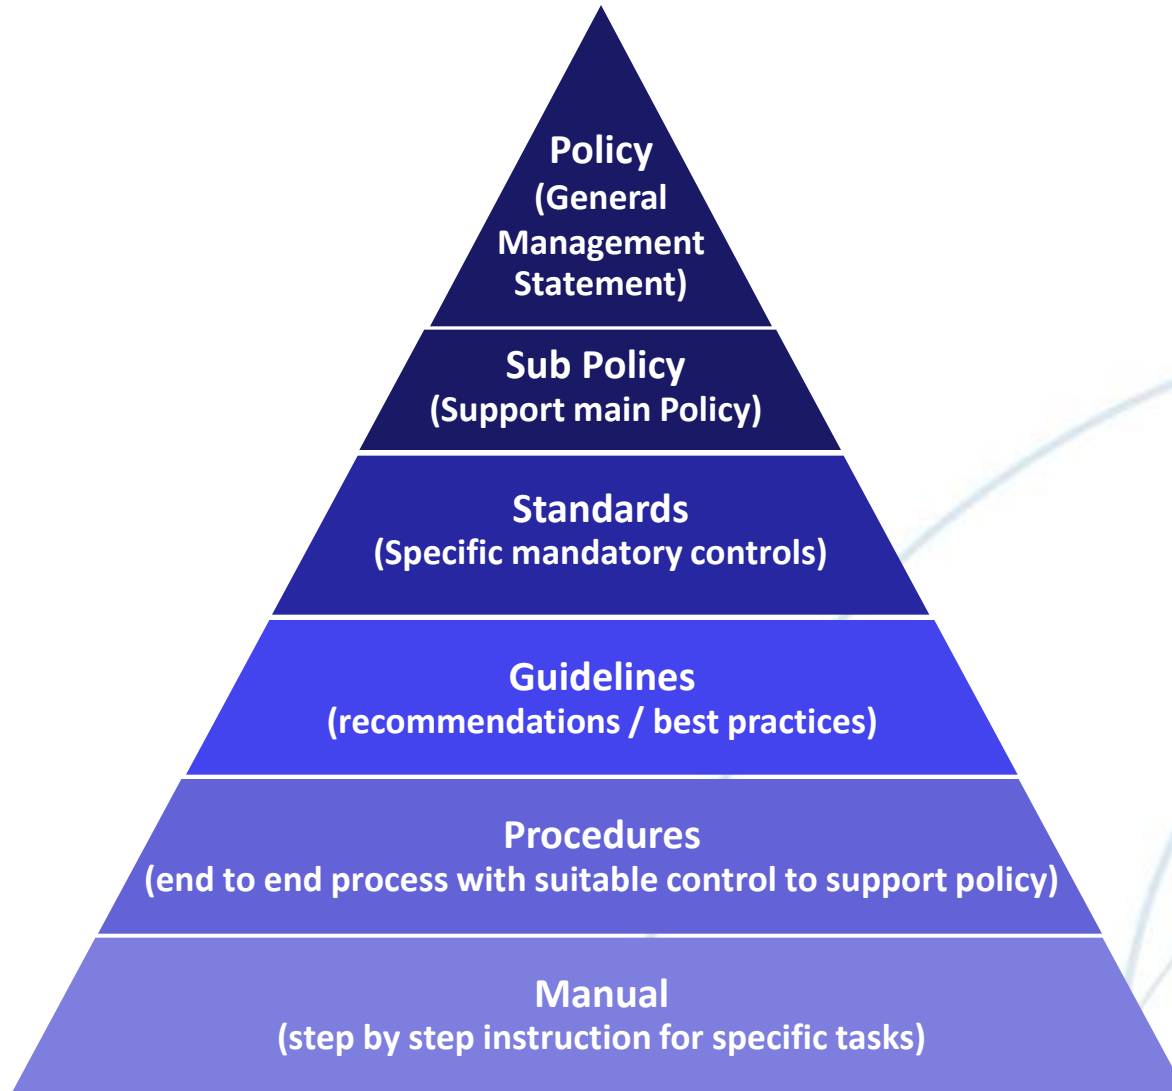 Policy
(General
Management
Statement)
Sub Policy
(Support main Policy)
Standards
(Specific mandatory controls)
Guidelines
(recommendations / best practices)
Procedures
(end to end process with suitable control to support policy)
Manual
(step by step instruction for specific tasks)